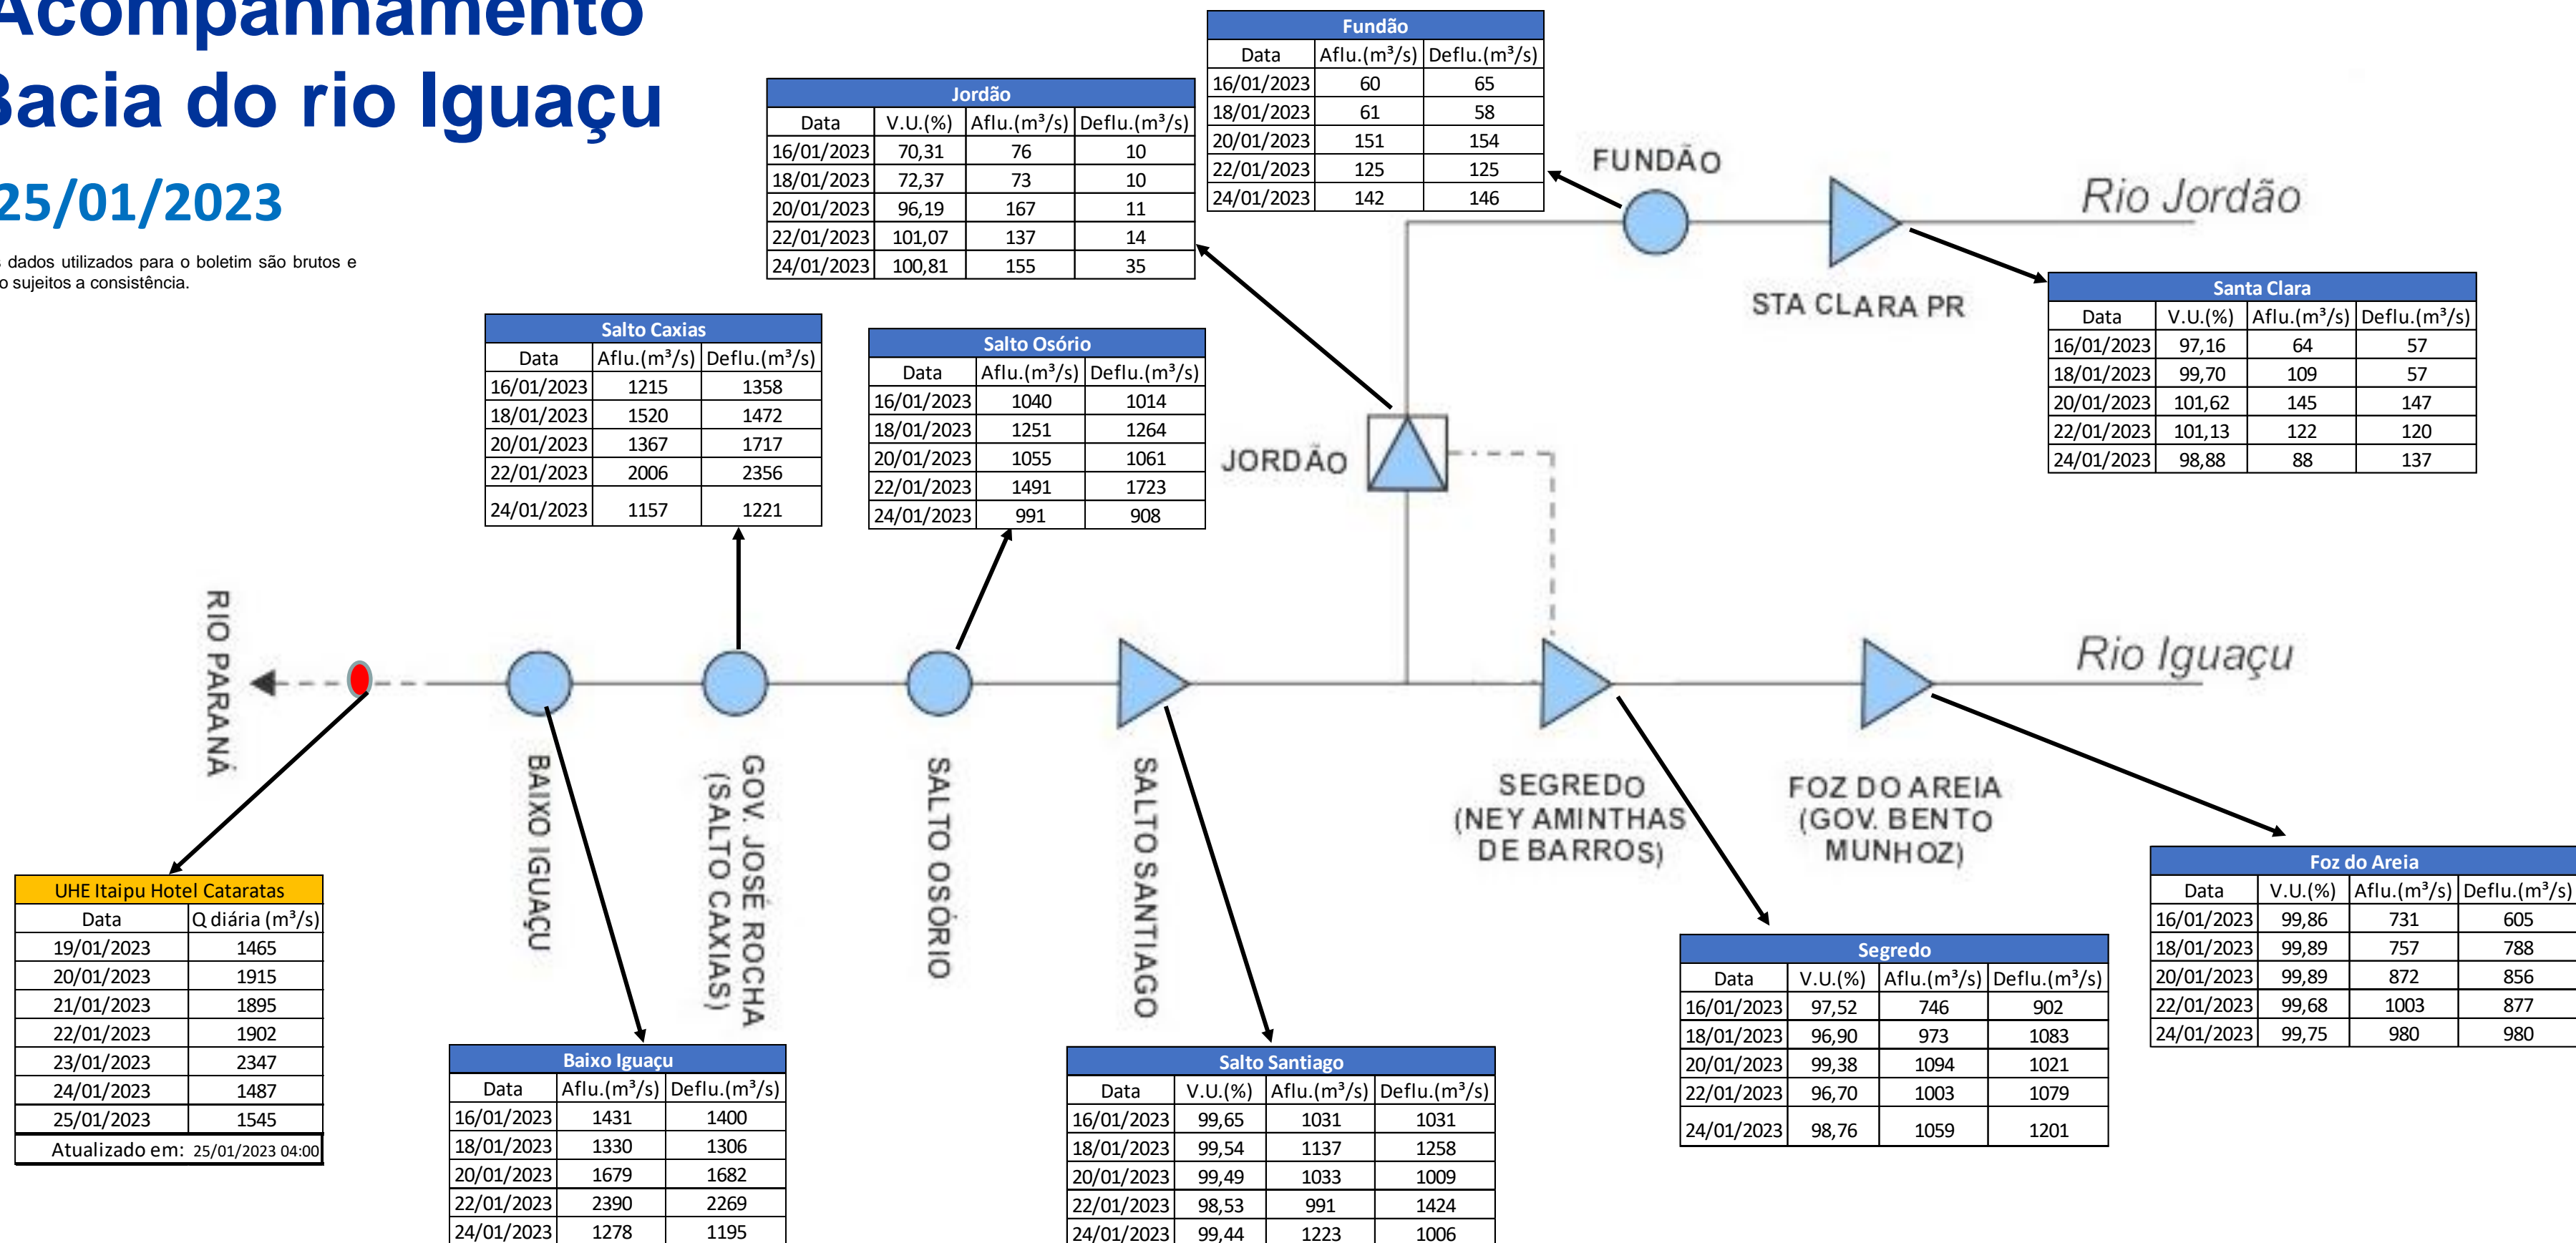 Acompanhamento
Bacia do rio Iguaçu
25/01/2023
s dados utilizados para o boletim são brutos e
o sujeitos a consistência.
Fundão
Data Aflu.(m³/s) Deflu.(m³/s)
16/01/2023 60 65
18/01/2023 61 58
20/01/2023 151 154
22/01/2023 125 125
24/01/2023 142 146
Jordão
Data V.U.(%) Aflu.(m³/s) Deflu.(m³/s)
16/01/2023 70,31 76 10
18/01/2023 72,37 73 10
20/01/2023 96,19 167 11
22/01/2023 101,07 137 14
24/01/2023 100,81 155 35
FUNDÃO
Rio Jordão
STA CLARA PR
Santa Clara
Data V.U.(%) Aflu.(m³/s) Deflu.(m³/s)
16/01/2023 97,16 64 57
18/01/2023 99,70 109 57
20/01/2023 101,62 145 147
22/01/2023 101,13 122 120
24/01/2023 98,88 88 137
Salto Caxias
Data Aflu.(m³/s) Deflu.(m³/s)
16/01/2023 1215 1358
18/01/2023 1520 1472
20/01/2023 1367 1717
22/01/2023 2006 2356
24/01/2023 1157 1221
Salto Osório
Data Aflu.(m³/s) Deflu.(m³/s)
16/01/2023 1040 1014
18/01/2023 1251 1264
20/01/2023 1055 1061
22/01/2023 1491 1723
24/01/2023 991 908
JORDÃO
RIO PARANÁ
Rio Iguaçu
BAIXO IGUAÇU
GOV. JOSÉ ROCHA
(SALTO CAXIAS)
SALTO OSÓRIO
SALTO SANTIAGO
SEGREDO
(NEY AMINTHAS
DE BARROS)
FOZ DO AREIA
(GOV. BENTO
MUNHOZ)
UHE Itaipu Hotel Cataratas
Data Q diária (m³/s)
19/01/2023 1465
20/01/2023 1915
21/01/2023 1895
22/01/2023 1902
23/01/2023 2347
24/01/2023 1487
25/01/2023 1545
Atualizado em: 25/01/2023 04:00
Baixo Iguaçu
Data Aflu.(m³/s) Deflu.(m³/s)
16/01/2023 1431 1400
18/01/2023 1330 1306
20/01/2023 1679 1682
22/01/2023 2390 2269
24/01/2023 1278 1195
Salto Santiago
Data V.U.(%) Aflu.(m³/s) Deflu.(m³/s)
16/01/2023 99,65 1031 1031
18/01/2023 99,54 1137 1258
20/01/2023 99,49 1033 1009
22/01/2023 98,53 991 1424
24/01/2023 99,44 1223 1006
Segredo
Data V.U.(%) Aflu.(m³/s) Deflu.(m³/s)
16/01/2023 97,52 746 902
18/01/2023 96,90 973 1083
20/01/2023 99,38 1094 1021
22/01/2023 96,70 1003 1079
24/01/2023 98,76 1059 1201
Foz do Areia
Data V.U.(%) Aflu.(m³/s) Deflu.(m³/s)
16/01/2023 99,86 731 605
18/01/2023 99,89 757 788
20/01/2023 99,89 872 856
22/01/2023 99,68 1003 877
24/01/2023 99,75 980 980